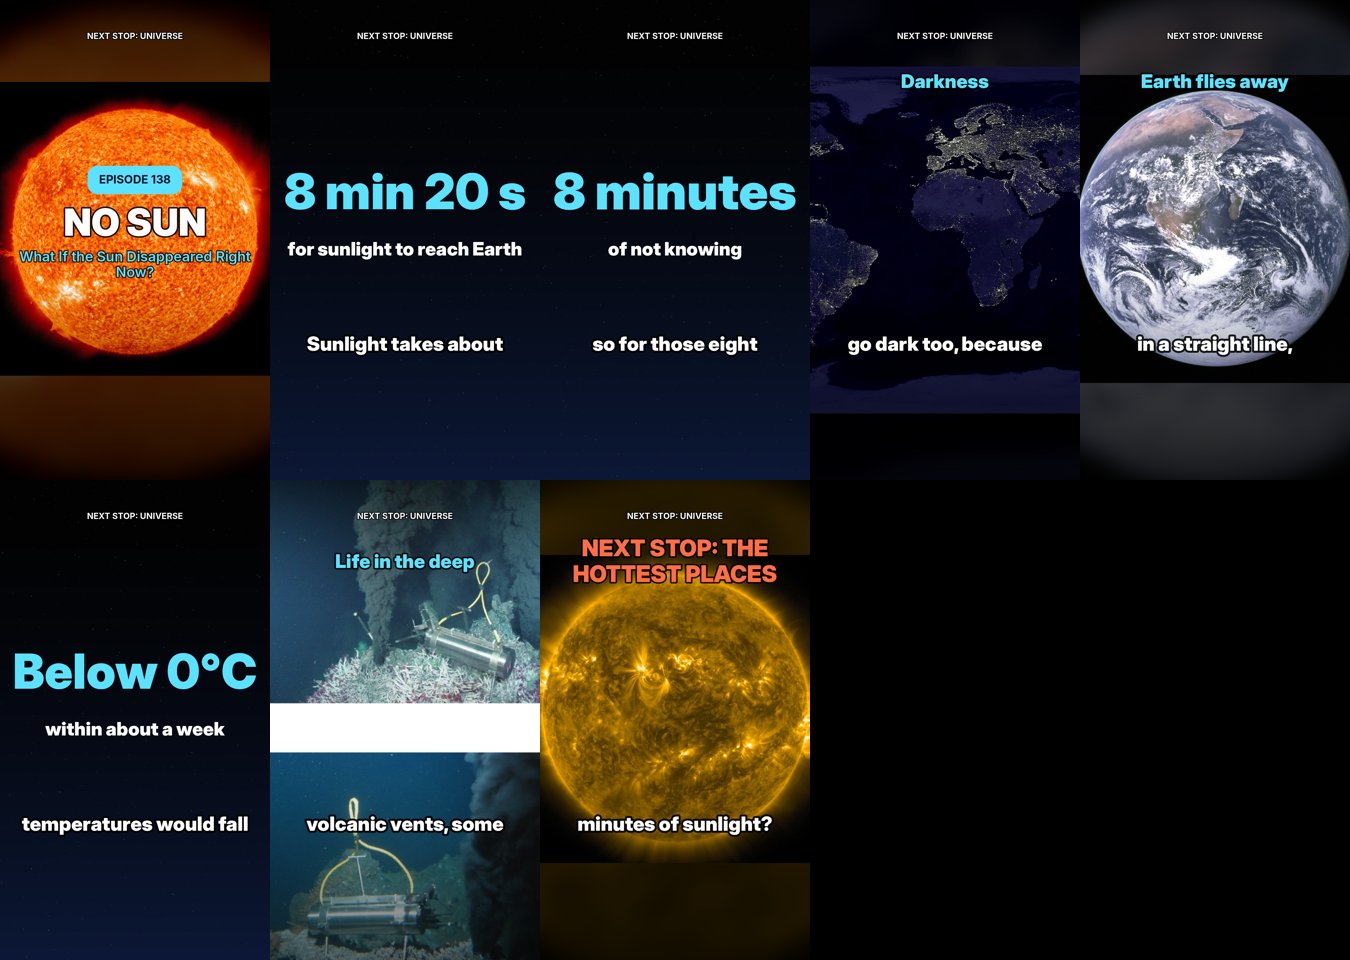 NEXT STOP: UNIVERSE
EPISODE 138
NO SUN
What If the Sun Disappeared Right
Now?
NEXT STOP: UNIVERSE
8 min 20 s
for sunlight to reach Earth
Sunlight takes about
NEXT STOP: UNIVERSE
8 minutes
of not knowing
so for those eight
NEXT STOP: UNIVERSE
Darkness
go dark too, because
NEXT STOP: UNIVERSE
Earth flies away
in a straight line,
NEXT STOP: UNIVERSE
Below 0°C
within about a week
temperatures would fall
NEXT STOP: UNIVERSE
Life in the deep
volcanic vents, some
NEXT STOP: UNIVERSE
NEXT STOP: THE
HOTTEST PLACES
minutes of sunlight?